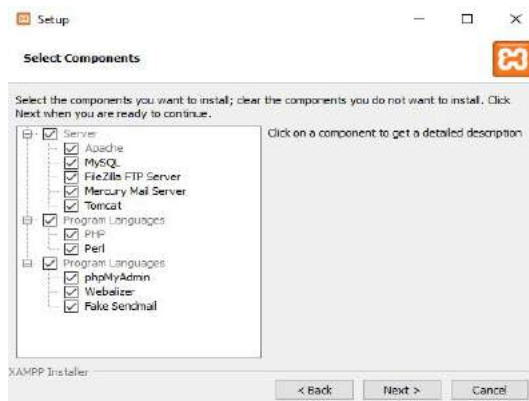 Setup
Select Components
Select the components you want to install; clear the components you do not want to install. Click
Next when you are ready to continue.
Server
Apache
MySQL
FileZilla FTP Server
Mercury Mail Server
Tomcat
Program Languages
PHP
Perl
Program Languages
phpMyAdmin
Webalizer
Fake Sendmail
Click on a component to get a detailed description
XAMPP Installer
< Back Next > Cancel